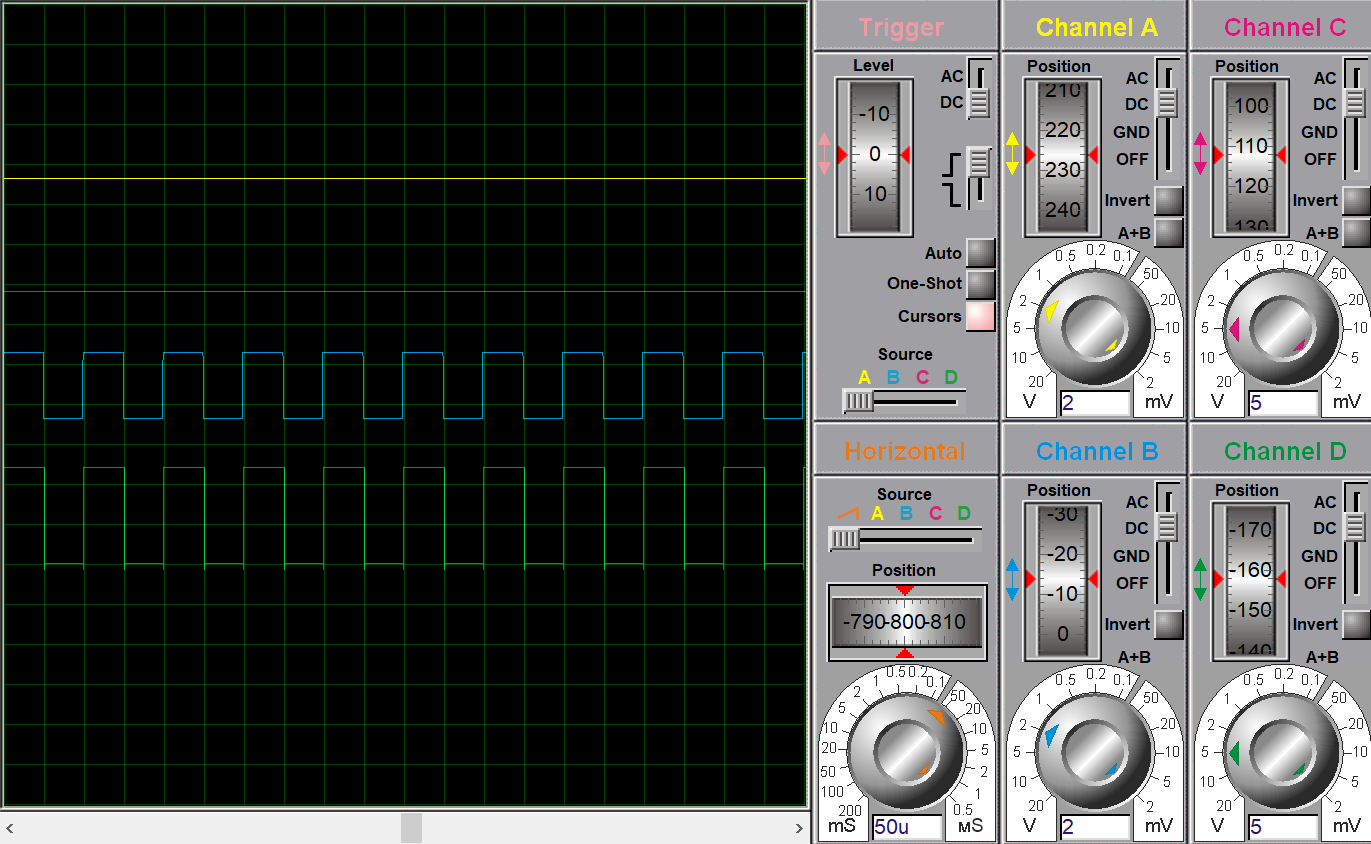 Trigger
Level
-10
0
10
AC
DC
Auto
One-Shot
Cursors
Source
A B C D
Channel A
Position
210
220
230
240
AC
DC
GND
OFF
Invert
A+B
20 10 5 2 1 0.5 0.2 0.1 50 20 10 5 2
V 2 mV
Channel C
Position
100
110
120
130
AC
DC
GND
OFF
Invert
A+B
20 10 5 2 1 0.5 0.2 0.1 50 20 10 5 2
V 5 mV
Horizontal
Source
A B C D
Position
-790-800-810
200 100 50 20 10 5 2 1 0.5 0.2 0.1 50 20 10 5 2 1 0.5
mS 50u мS
Channel B
Position
-30
-20
-10
0
AC
DC
GND
OFF
Invert
A+B
20 10 5 2 1 0.5 0.2 0.1 50 20 10 5 2
V 2 mV
Channel D
Position
-170
-160
-150
-140
AC
DC
GND
OFF
Invert
A+B
20 10 5 2 1 0.5 0.2 0.1 50 20 10 5 2
V 5 mV